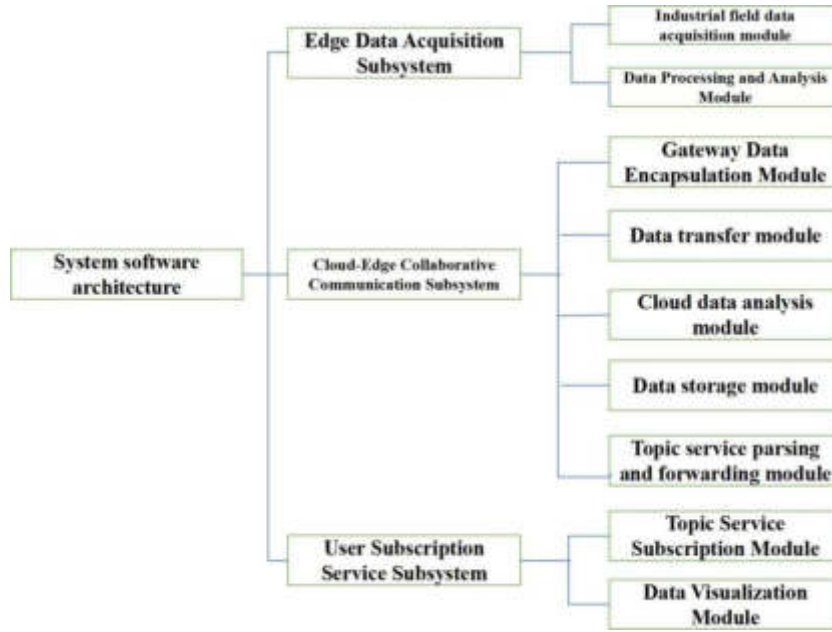 Industrial field data
acquisition module
Edge Data Acquisition
Subsystem
Data Processing and Analysis
Module
Gateway Data
Encapsulation Module
Data transfer module
System software
architecture
Cloud-Edge Collaborative
Communication Subsystem
Cloud data analysis
module
Data storage module
Topic service parsing
and forwarding module
Topic Service
Subscription Module
User Subscription
Service Subsystem
Data Visualization
Module